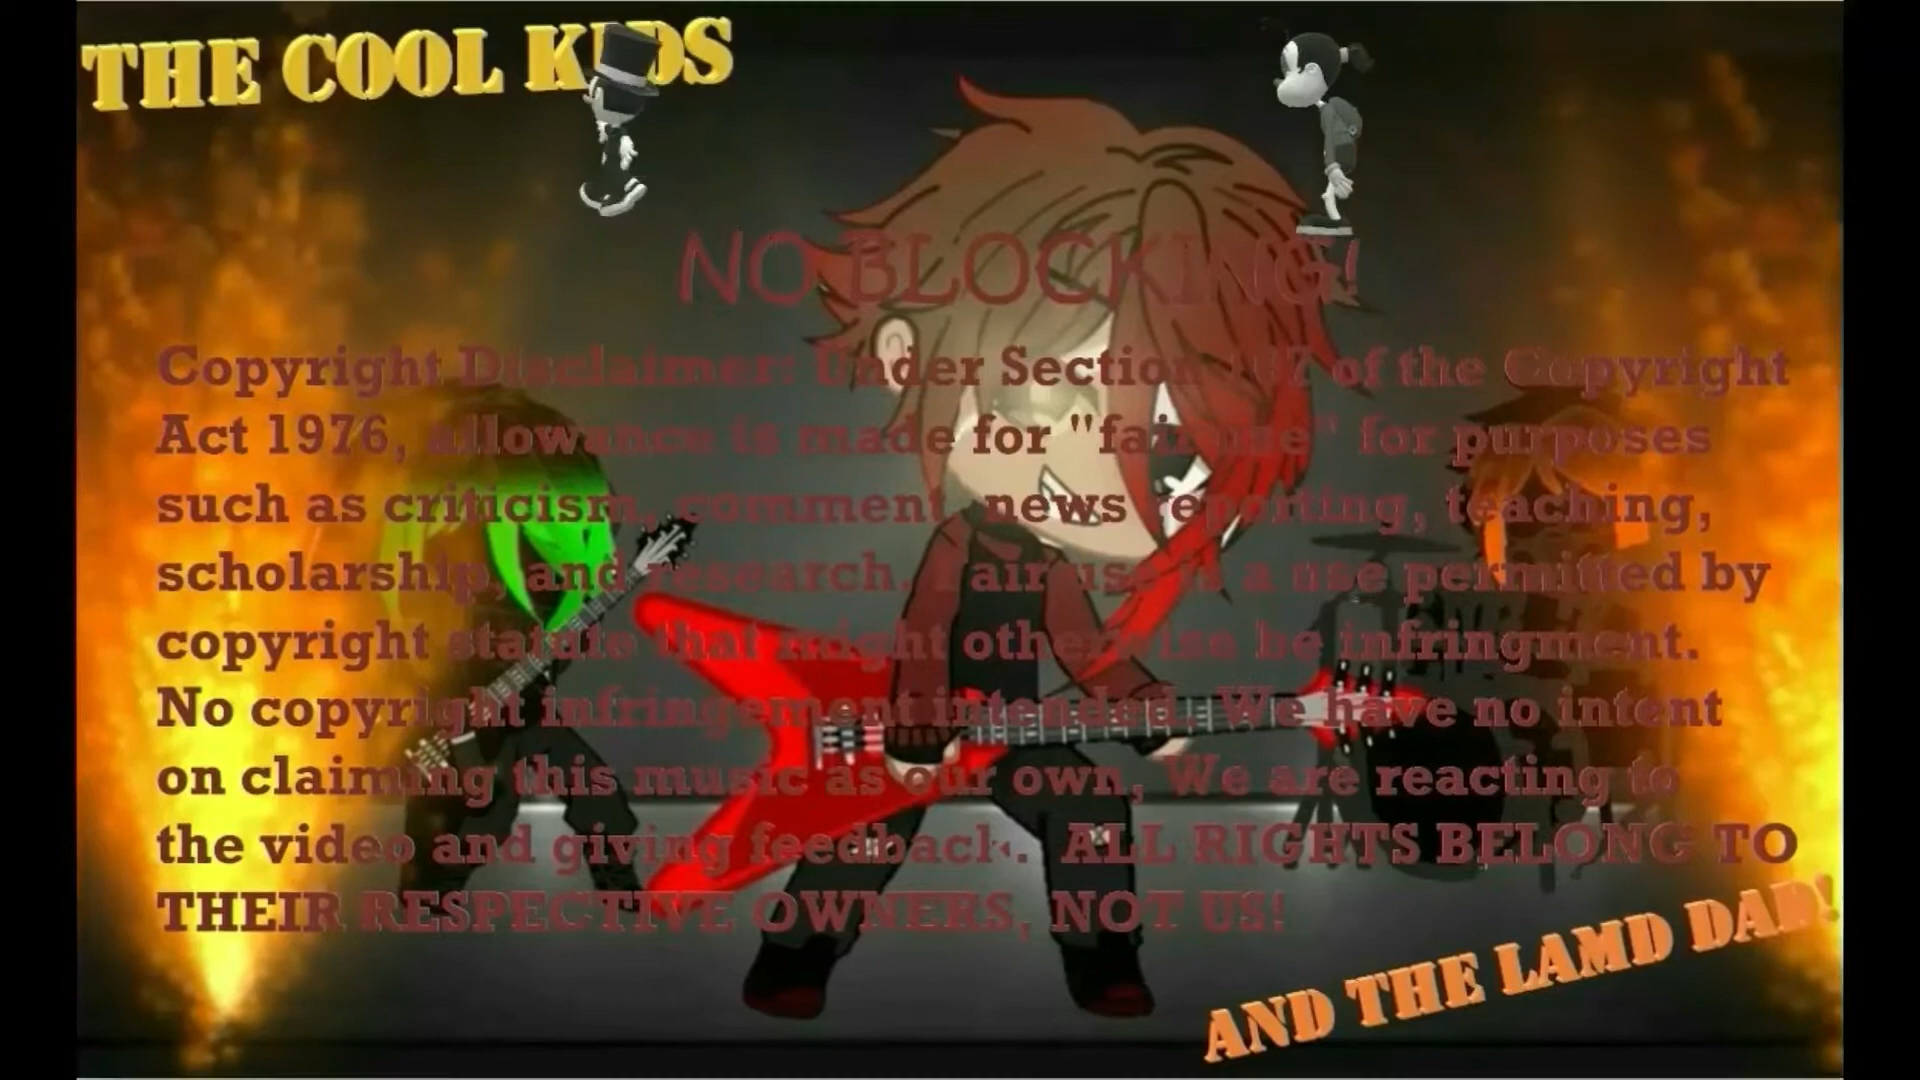 THE COOL KIDS
NO BLOCKING!
Copyright Disclaimer: Under Section 107 of the Copyright
Act 1976, allowance is made for "fair use" for purposes
such as criticism, comment, news reporting, teaching,
scholarship, and research. Fair use is a use permitted by
copyright statute that might otherwise be infringment.
No copyright infringement intended. We have no intent
on claiming this music as our own, We are reacting to
the video and giving feedback. ALL RIGHTS BELONG TO
THEIR RESPECTIVE OWNERS, NOT US!
AND THE LAMD DAD!